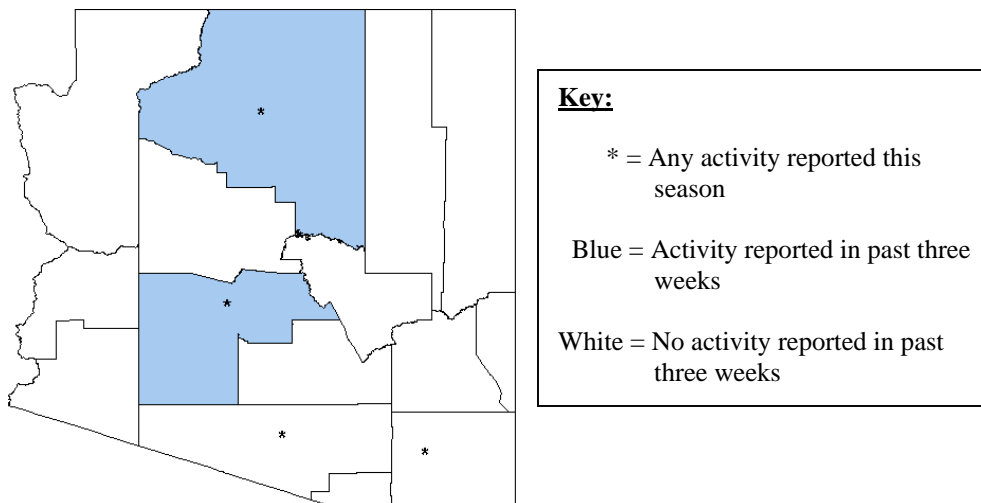 *
*
*
*
Key:
* = Any activity reported this
season
Blue = Activity reported in past three
weeks
White = No activity reported in past
three weeks